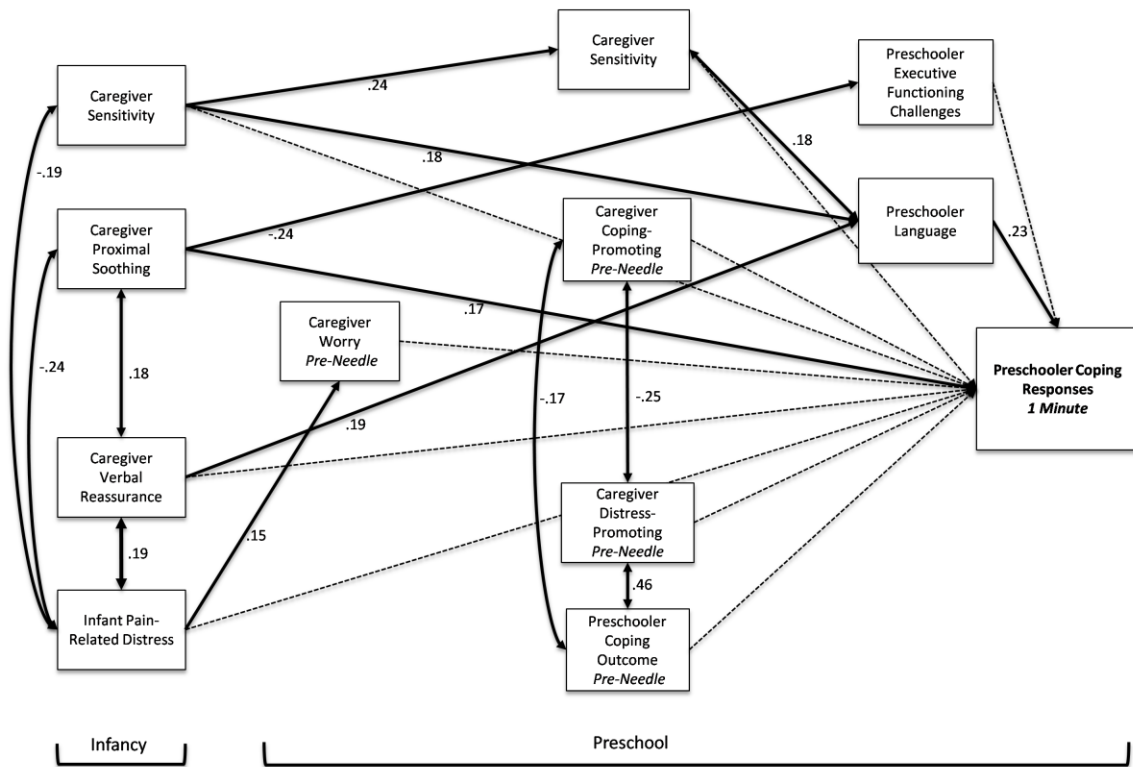 Caregiver
Sensitivity
Caregiver
Sensitivity
Preschooler
Executive
Functioning
Challenges
.24
.18
-.19
.18
Caregiver
Proximal
Soothing
-.24
Caregiver
Coping-
Promoting
Pre-Needle
Preschooler
Language
.23
.17
Caregiver
Worry
Pre-Needle
-.24
.18
-.17
-.25
Preschooler Coping
Responses
1 Minute
.19
Caregiver
Verbal
Reassurance
Caregiver
Distress-
Promoting
Pre-Needle
.19
.15
.46
Infant Pain-
Related Distress
Preschooler
Coping
Outcome
Pre-Needle
Infancy
Preschool